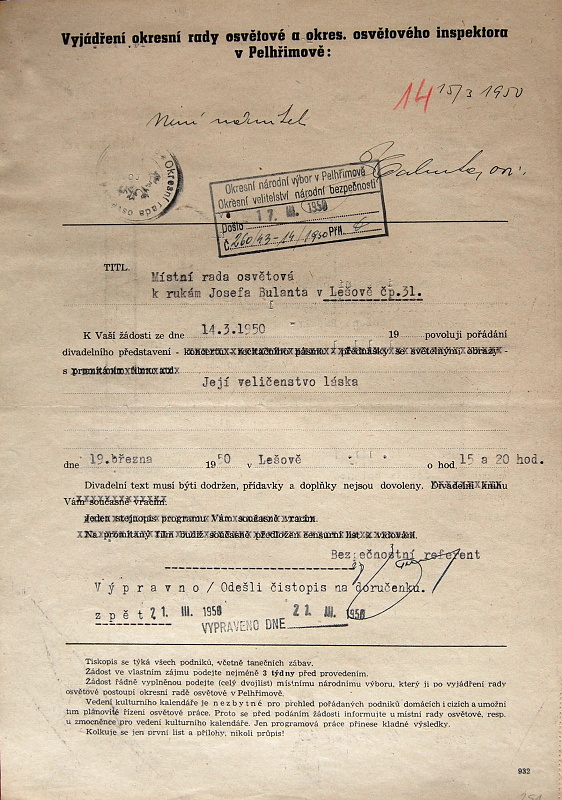 Vyjádření okresní rady osvětové a okres. osvětového inspektora
v Pelhřimově:
14 15/3 1950
Není námitek
Okresní rada osvě
Okresní národní výbor v Pelhřimově
Okresní velitelství národní bezpečnosti
Došlo 17. III. 1950
Č. 260/43-14/1950 Příl.
TITL.
Místní rada osvětová
k rukám Josefa Bulanta v Lešově čp.31.
K Vaší žádosti ze dne 14.3.1950 19 povoluji pořádání
divadelního představení - koncertu - recitačního pásma - přednášky se světelnými obrazy -
s promítáním filmu
Její veličenstvo láska
dne 19.března 1950 v Lešově o hod. 15 a 20 hod.
Divadelní text musí býti dodržen, přídavky a doplňky nejsou dovoleny. Divadelní knihu
Vám současně vracím.
Jeden stejnopis programu Vám současně vracím.
Na promítaný film budiž současně předložen censurní list
Bezečnostní referent
Výpravno/Odešli čistopis na doručenku.
zpět 21. III. 1950 21. III. 1950
VYPRAVENO DNE
Tiskopis se týká všech podniků, včetně tanečních zábav.
Žádost ve vlastním zájmu podejte nejméně 3 týdny před provedením.
Žádost řádně vyplněnou podejte (celý dvojlist) místnímu národnímu výboru, který ji po vyjádření rady
osvětové postoupí okresní radě osvětové v Pelhřimově.
Vedení kulturního kalendáře je nezbytné pro přehled pořádaných podniků domácích i cizích a umožní
tím plánovité řízení osvětové práce. Proto se před podáním žádosti informujte u místní rady osvětové, resp.
u zmocněnce pro vedení kulturního kalendáře. Jen programová práce přinese kladné výsledky.
Kolkuje se jen první list a přílohy, nikoli průpis!
932